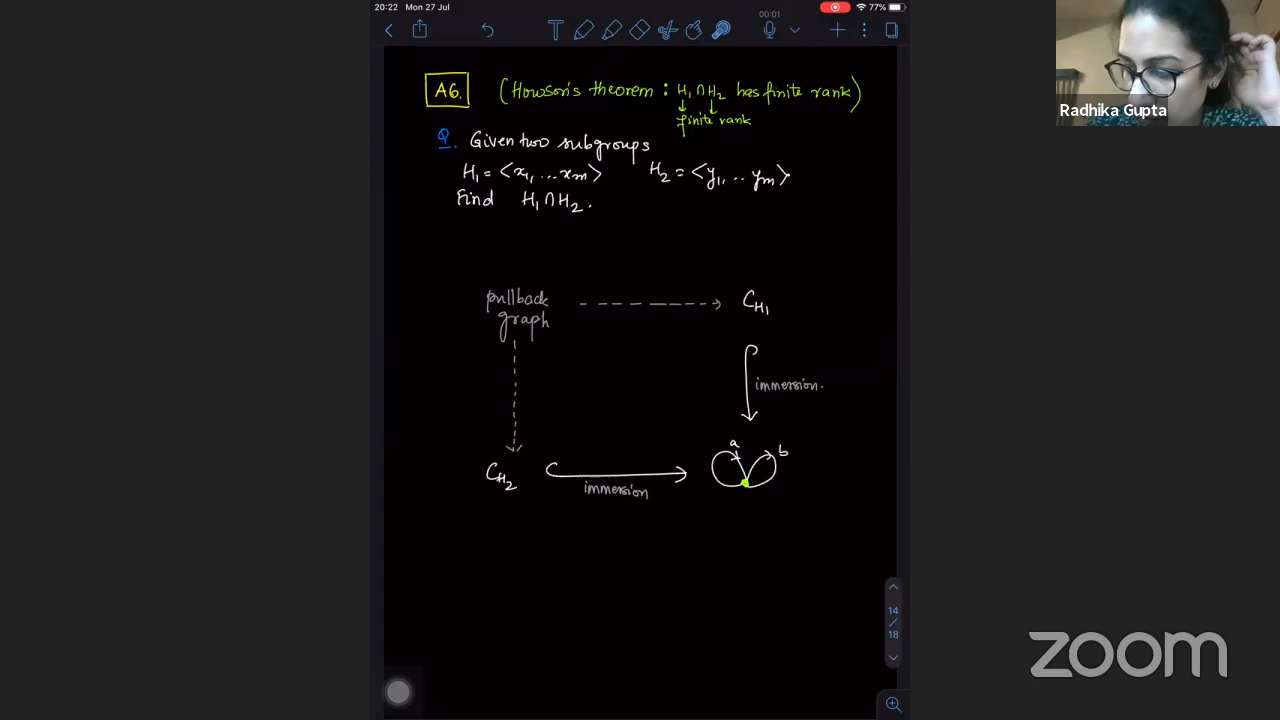 20:22 Mon 27 Jul
77%
00:01
A6. (Howson's theorem : H₁ ∩ H₂ has finite rank)
finite rank
Q. Given two subgroups
H₁ = <x₁, ... xₘ> H₂ = <y₁, .. yₘ>
Find H₁ ∩ H₂.
pullback graph
C_H₁
immersion.
a b
C_H₂
immersion
14 / 18
Radhika Gupta
zoom